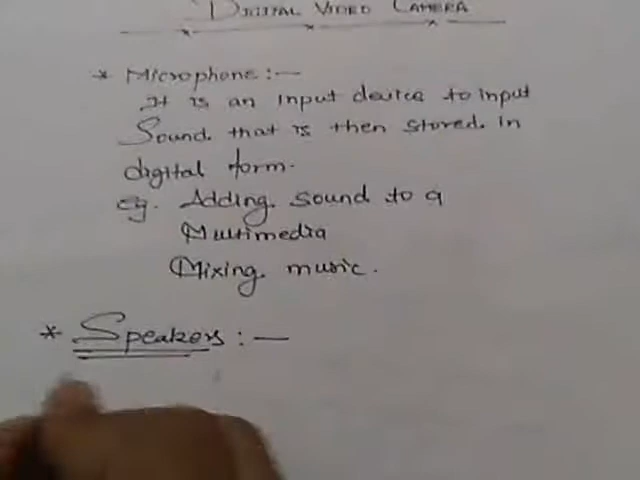 DIGITAL VIDEO CAMERA
* Microphone :—
It is an input device to input
Sound that is then stored in
digital form.
eg. Adding sound to a
Multimedia
Mixing music.
* Speakers :—